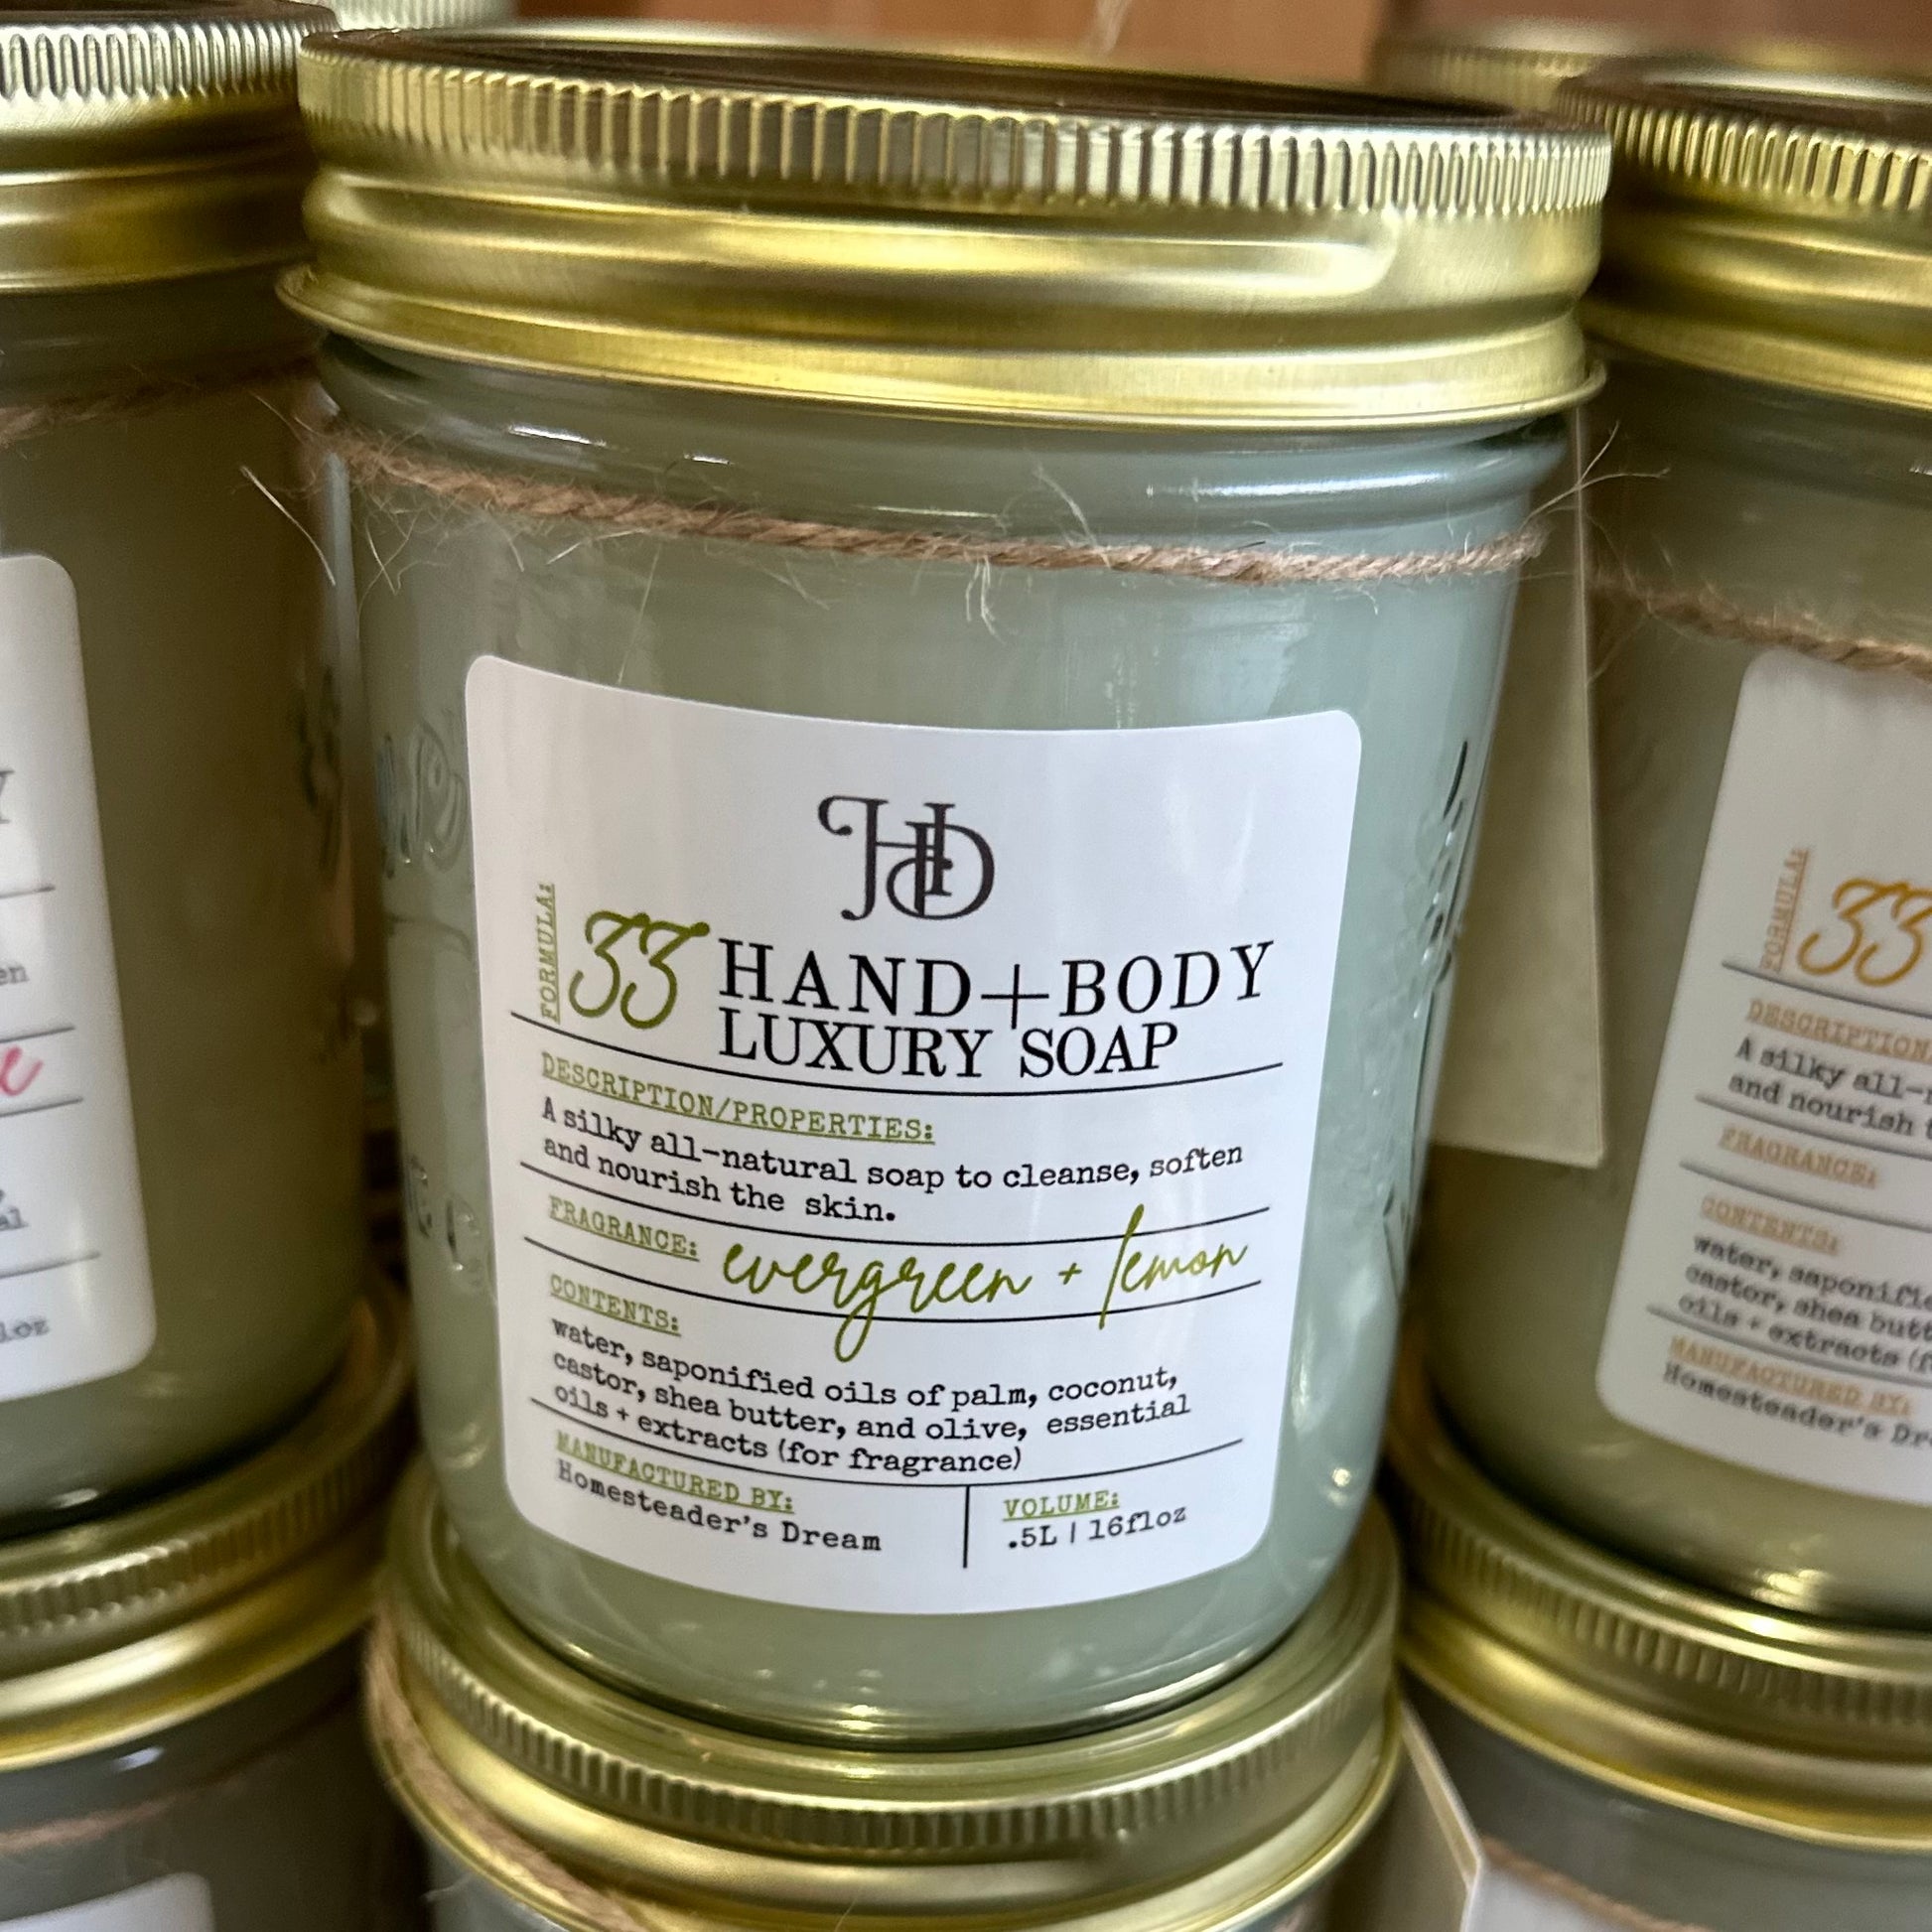 HD
FORMULA:
33 HAND+BODY
LUXURY SOAP
DESCRIPTION/PROPERTIES:
A silky all-natural soap to cleanse, soften
and nourish the skin.
FRAGRANCE: evergreen + lemon
CONTENTS:
water, saponified oils of palm, coconut,
castor, shea butter, and olive, essential
oils + extracts (for fragrance)
MANUFACTURED BY:
Homesteader's Dream
VOLUME:
.5L | 16floz
FORMULA:
33
DESCRIPTION
A silky all-
and nourish
FRAGRANCE:
CONTENTS:
water,
castor, shea
oils + extracts
MANUFACTURED BY:
Homesteader's